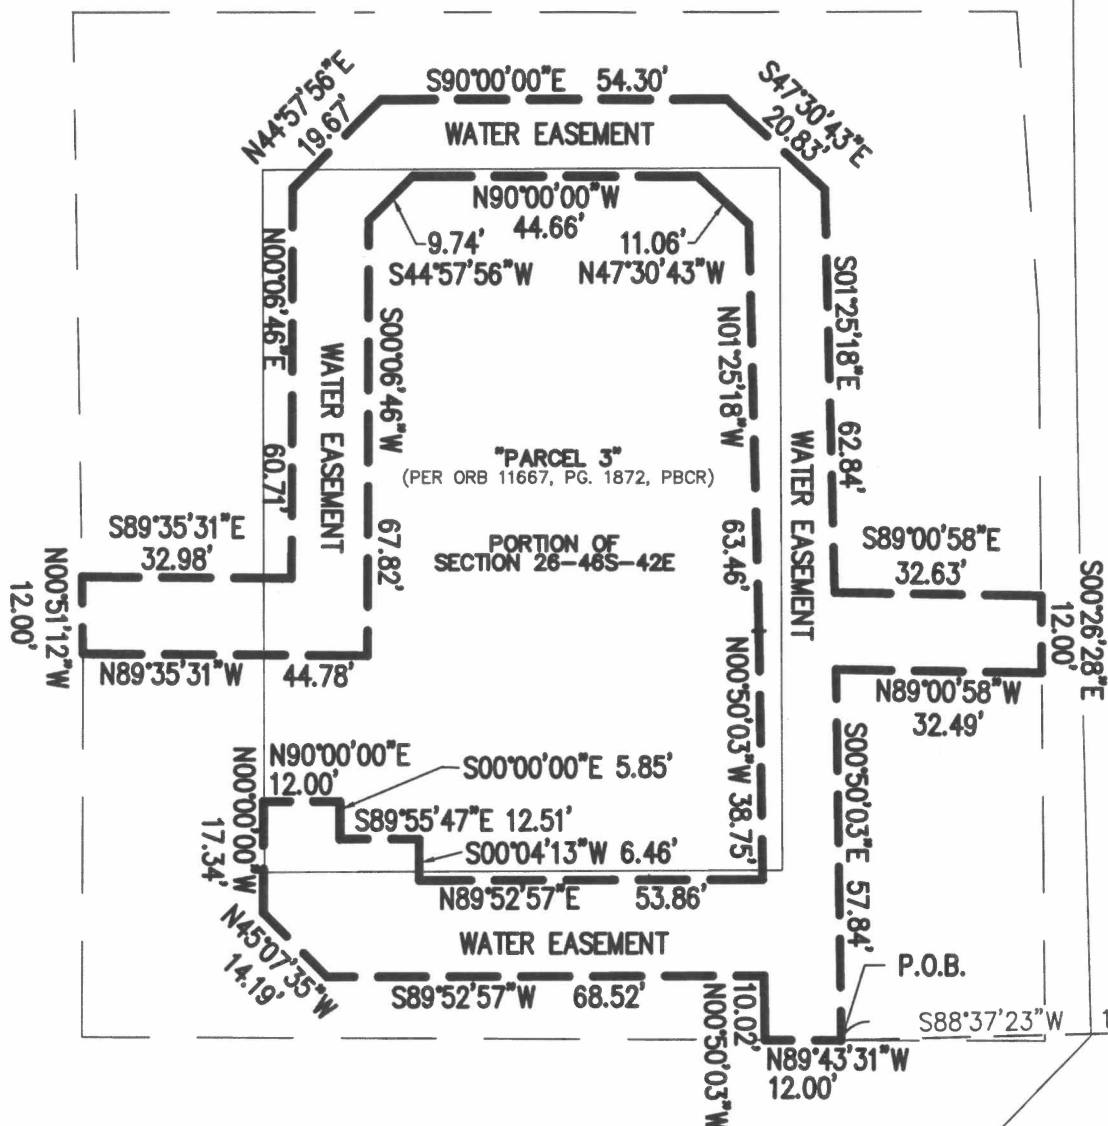 S90°00'00"E 54.30'
N44°57'56"E
19.67'
S47°30'43"E
20.83'
WATER EASEMENT
N90°00'00"W
44.66'
9.74'
S44°57'56"W
11.06'
N47°30'43"W
N00°06'46"E 60.71'
WATER EASEMENT
S00°06'46"W 67.82'
N01°25'18"W 63.46'
S01°25'18"E 62.84'
WATER EASEMENT
"PARCEL 3"
(PER ORB 11667, PG. 1872, PBCR)
PORTION OF
SECTION 26-46S-42E
S89°35'31"E
32.98'
N00°51'12"W
12.00'
N89°35'31"W 44.78'
S89°00'58"E
32.63'
S00°26'28"E
12.00'
N89°00'58"W
32.49'
N00°50'03"W 38.75'
S00°50'03"E 57.84'
N90°00'00"E
12.00'
S00°00'00"E 5.85'
S89°55'47"E 12.51'
S00°04'13"W 6.46'
N00°00'00"W
17.34'
N89°52'57"E 53.86'
WATER EASEMENT
N45°07'35"W
14.19'
S89°52'57"W 68.52'
10.02'
N00°50'03"W
P.O.B.
S88°37'23"W 1
N89°43'31"W
12.00'